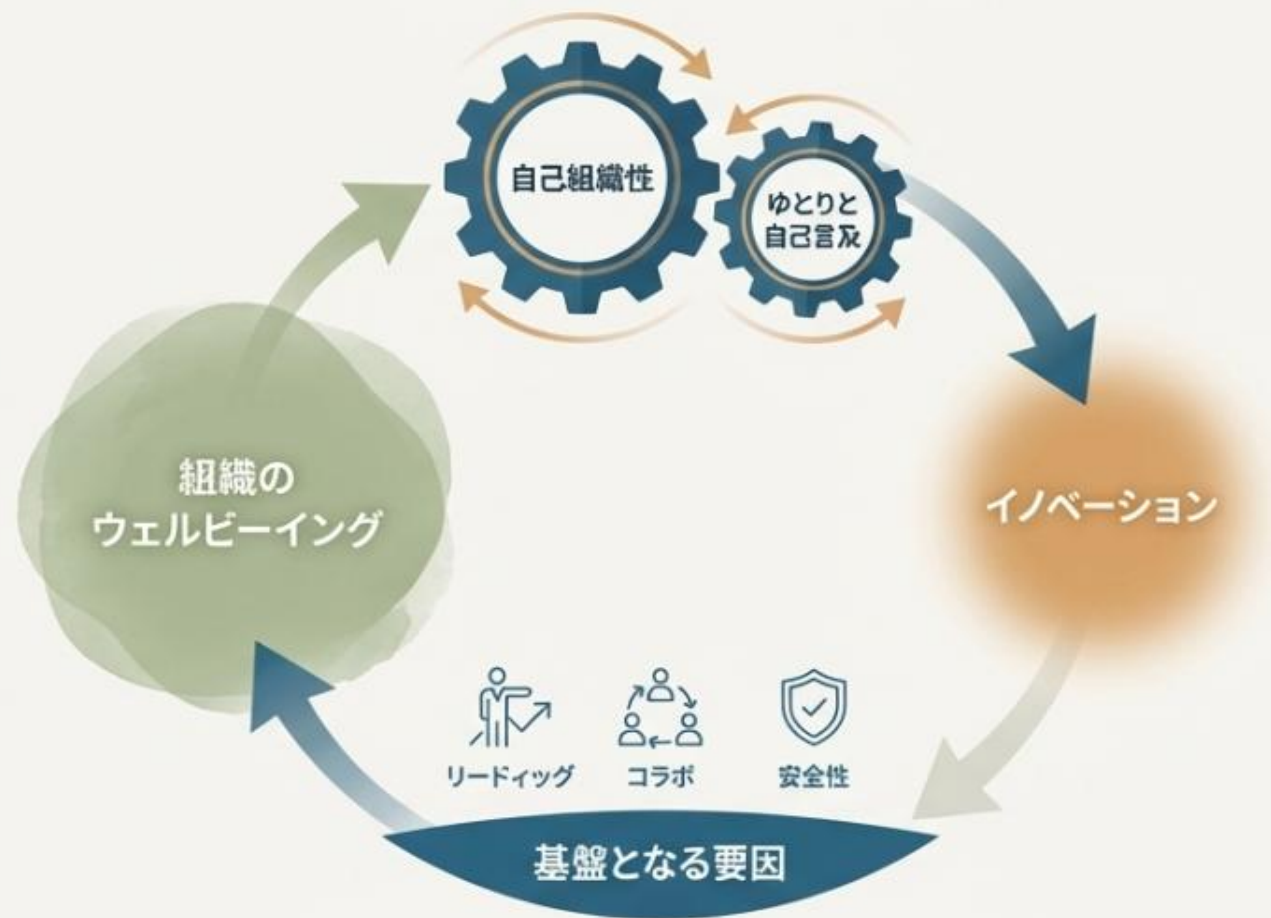 自己組織性
ゆとりと
自己言及
組織の
ウェルビーイング
イノベーション
リードィッグ
コラボ
安全性
基盤となる要因